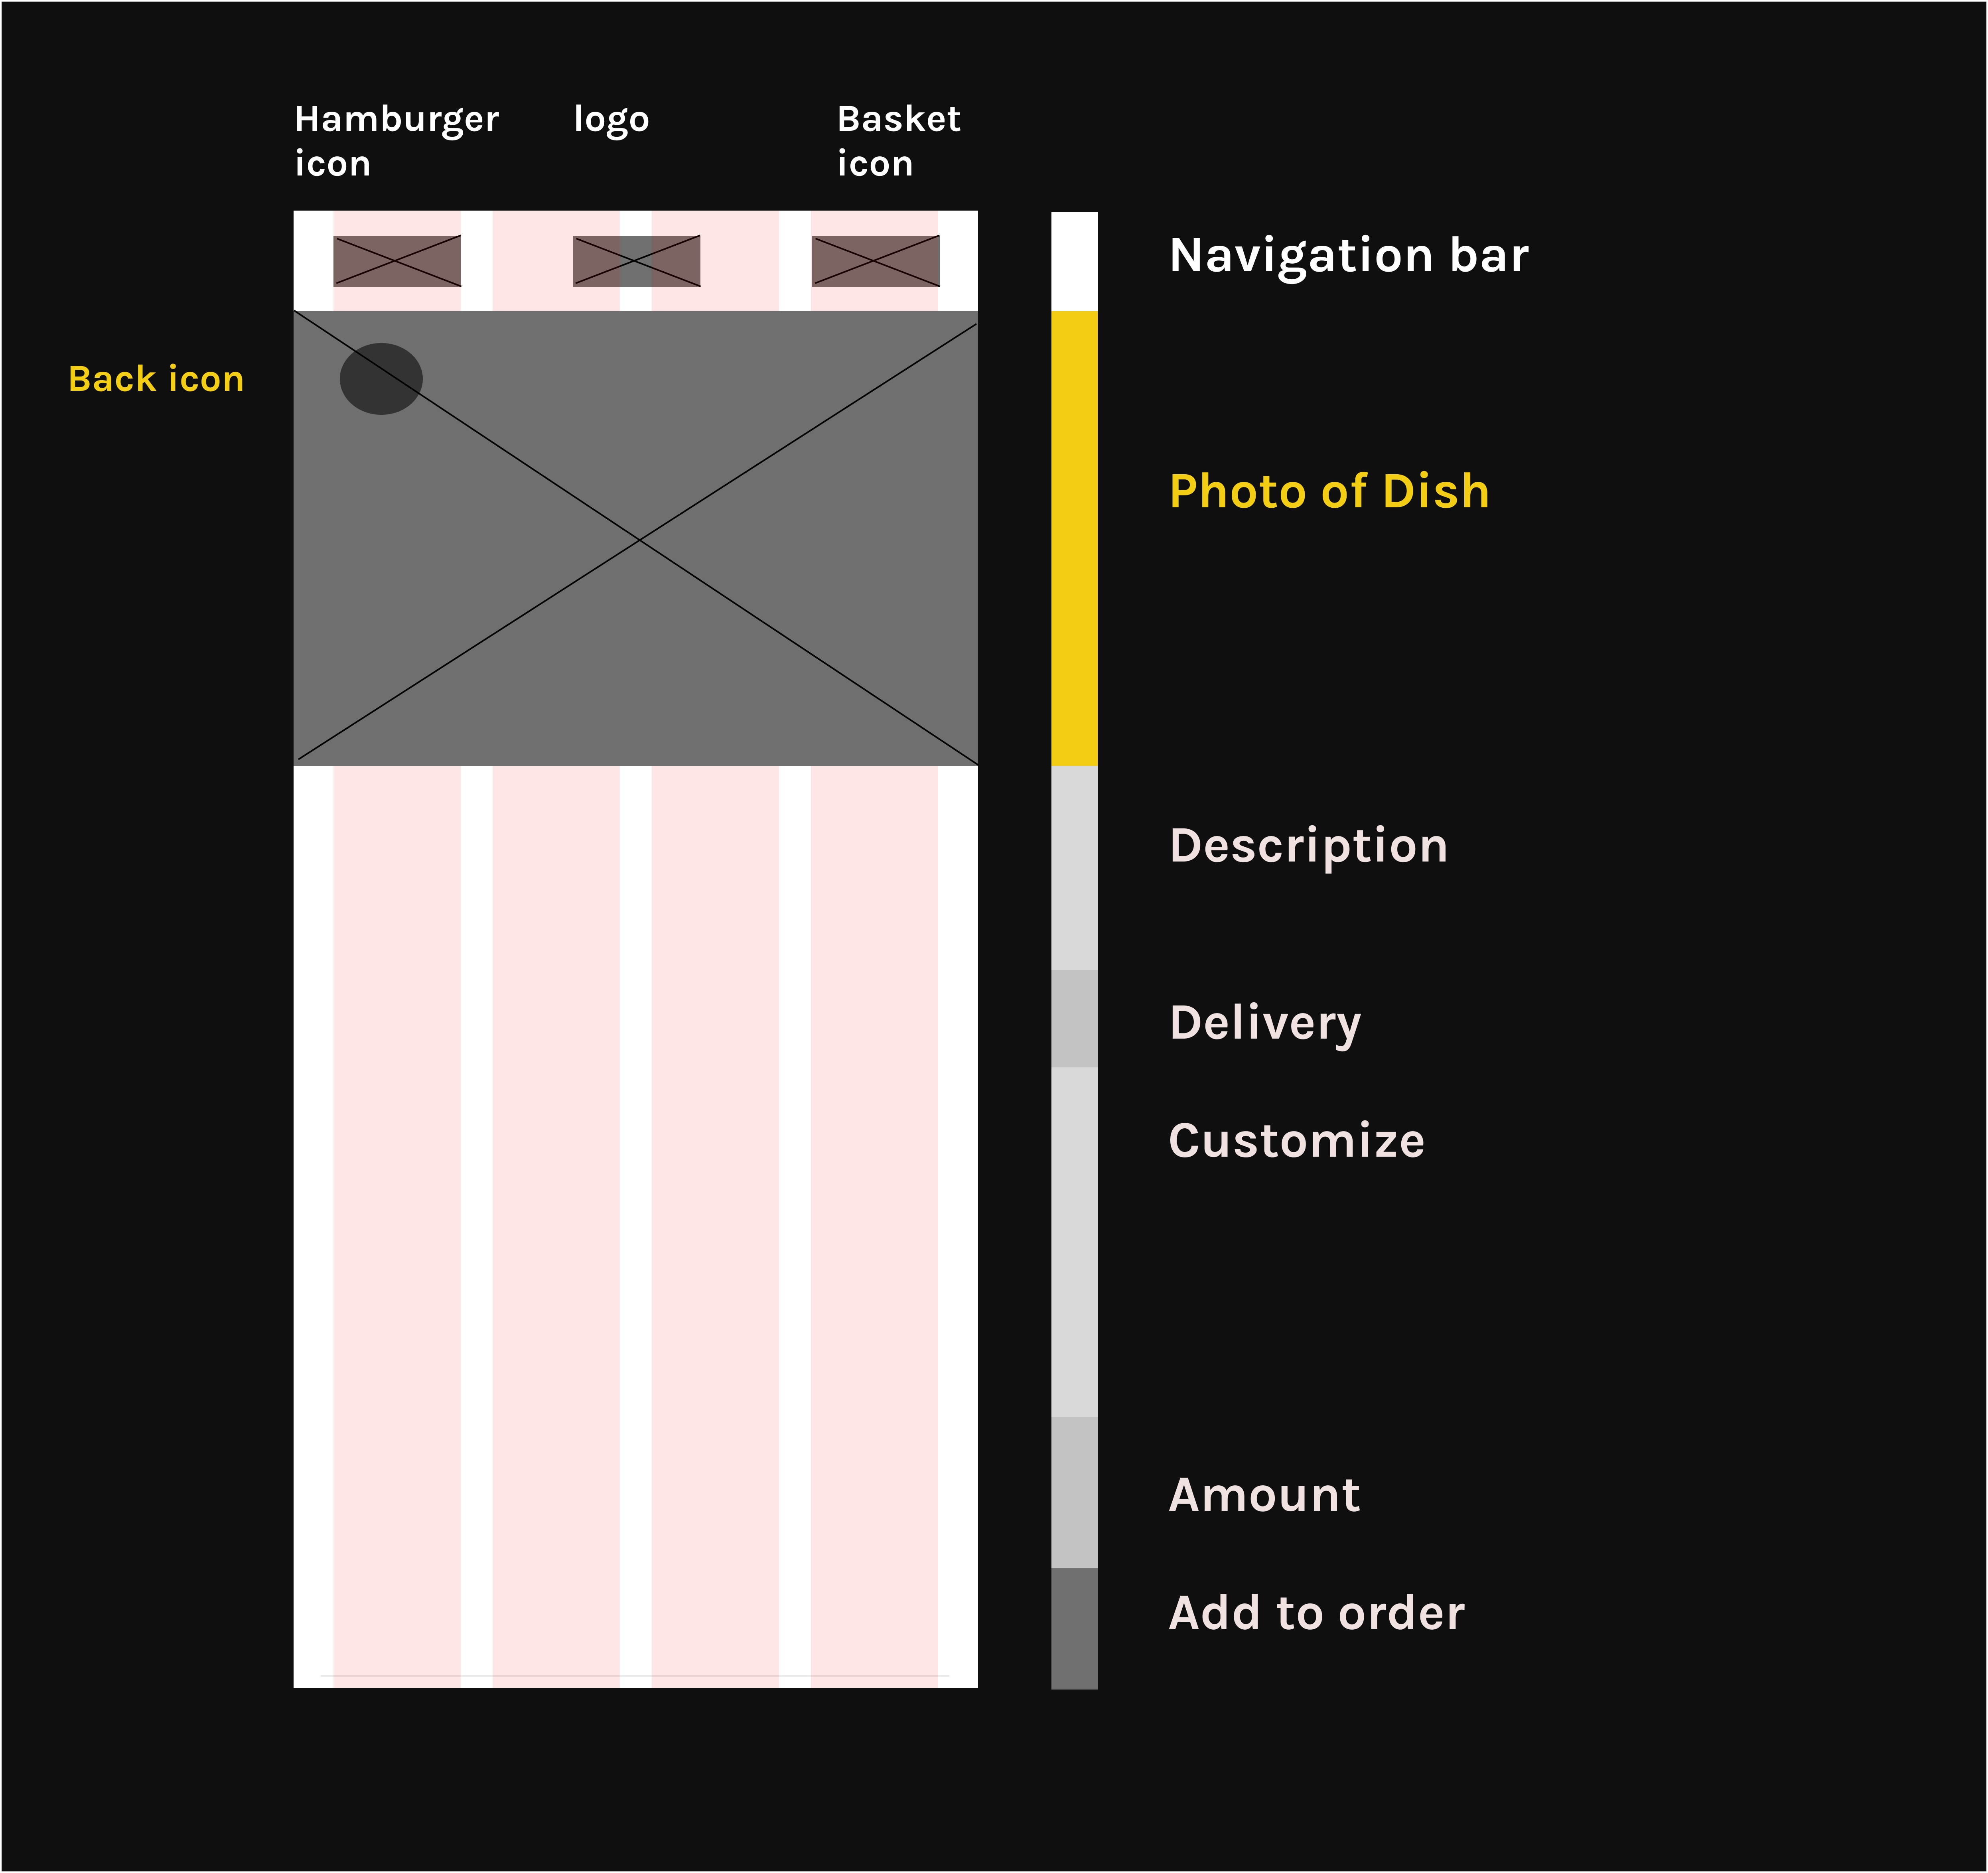 Hamburger
icon
logo
Basket
icon
Navigation bar
Back icon
Photo of Dish
Description
Delivery
Customize
Amount
Add to order